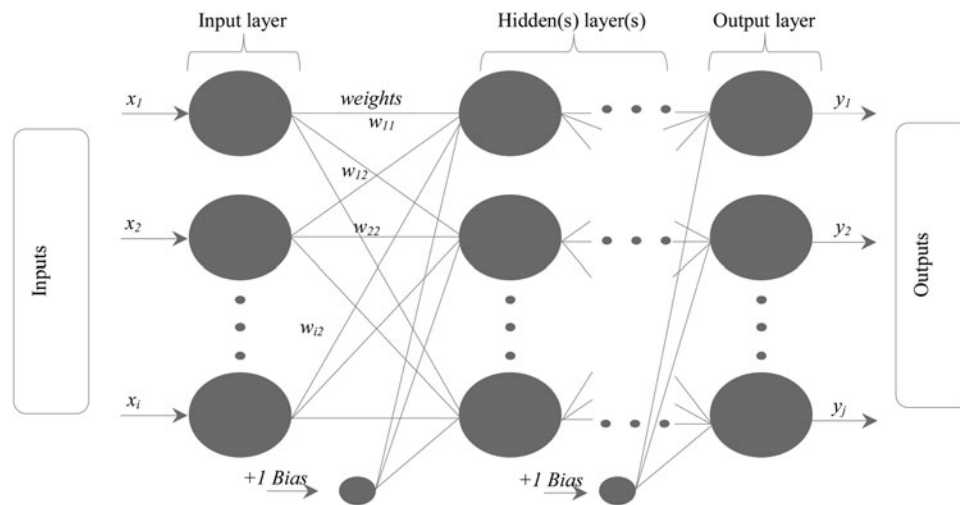 Input layer
Hidden(s) layer(s)
Output layer
x1
weights
y1
w11
w12
x2
w22
y2
Inputs
Outputs
wi2
xi
yj
+1 Bias
+1 Bias